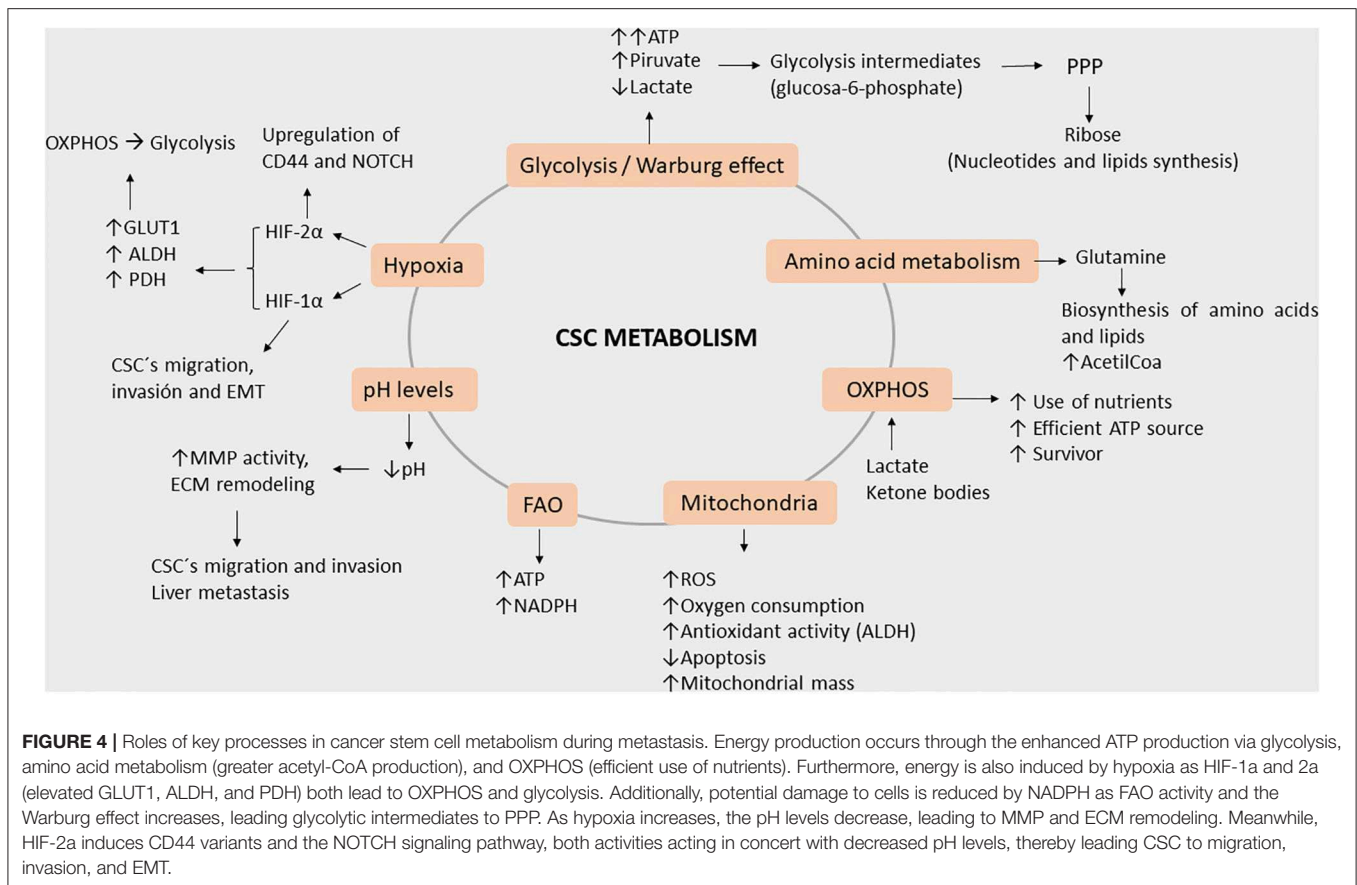 ↑↑ATP
↑Piruvate
↓Lactate
Glycolysis intermediates
(glucosa-6-phosphate)
PPP
Ribose
(Nucleotides and lipids synthesis)
OXPHOS → Glycolysis
Upregulation of
CD44 and NOTCH
Glycolysis / Warburg effect
↑GLUT1
↑ ALDH
↑ PDH
HIF-2α
HIF-1α
Hypoxia
Amino acid metabolism
Glutamine
Biosynthesis of amino acids
and lipids
↑AcetilCoa
CSC METABOLISM
CSC´s migration,
invasión and EMT
pH levels
OXPHOS
↑ Use of nutrients
↑ Efficient ATP source
↑ Survivor
Lactate
Ketone bodies
↑MMP activity,
ECM remodeling
↓pH
CSC´s migration and invasion
Liver metastasis
FAO
↑ATP
↑NADPH
Mitochondria
↑ROS
↑Oxygen consumption
↑Antioxidant activity (ALDH)
↓Apoptosis
↑Mitochondrial mass
FIGURE 4 | Roles of key processes in cancer stem cell metabolism during metastasis. Energy production occurs through the enhanced ATP production via glycolysis,
amino acid metabolism (greater acetyl-CoA production), and OXPHOS (efficient use of nutrients). Furthermore, energy is also induced by hypoxia as HIF-1a and 2a
(elevated GLUT1, ALDH, and PDH) both lead to OXPHOS and glycolysis. Additionally, potential damage to cells is reduced by NADPH as FAO activity and the
Warburg effect increases, leading glycolytic intermediates to PPP. As hypoxia increases, the pH levels decrease, leading to MMP and ECM remodeling. Meanwhile,
HIF-2a induces CD44 variants and the NOTCH signaling pathway, both activities acting in concert with decreased pH levels, thereby leading CSC to migration,
invasion, and EMT.